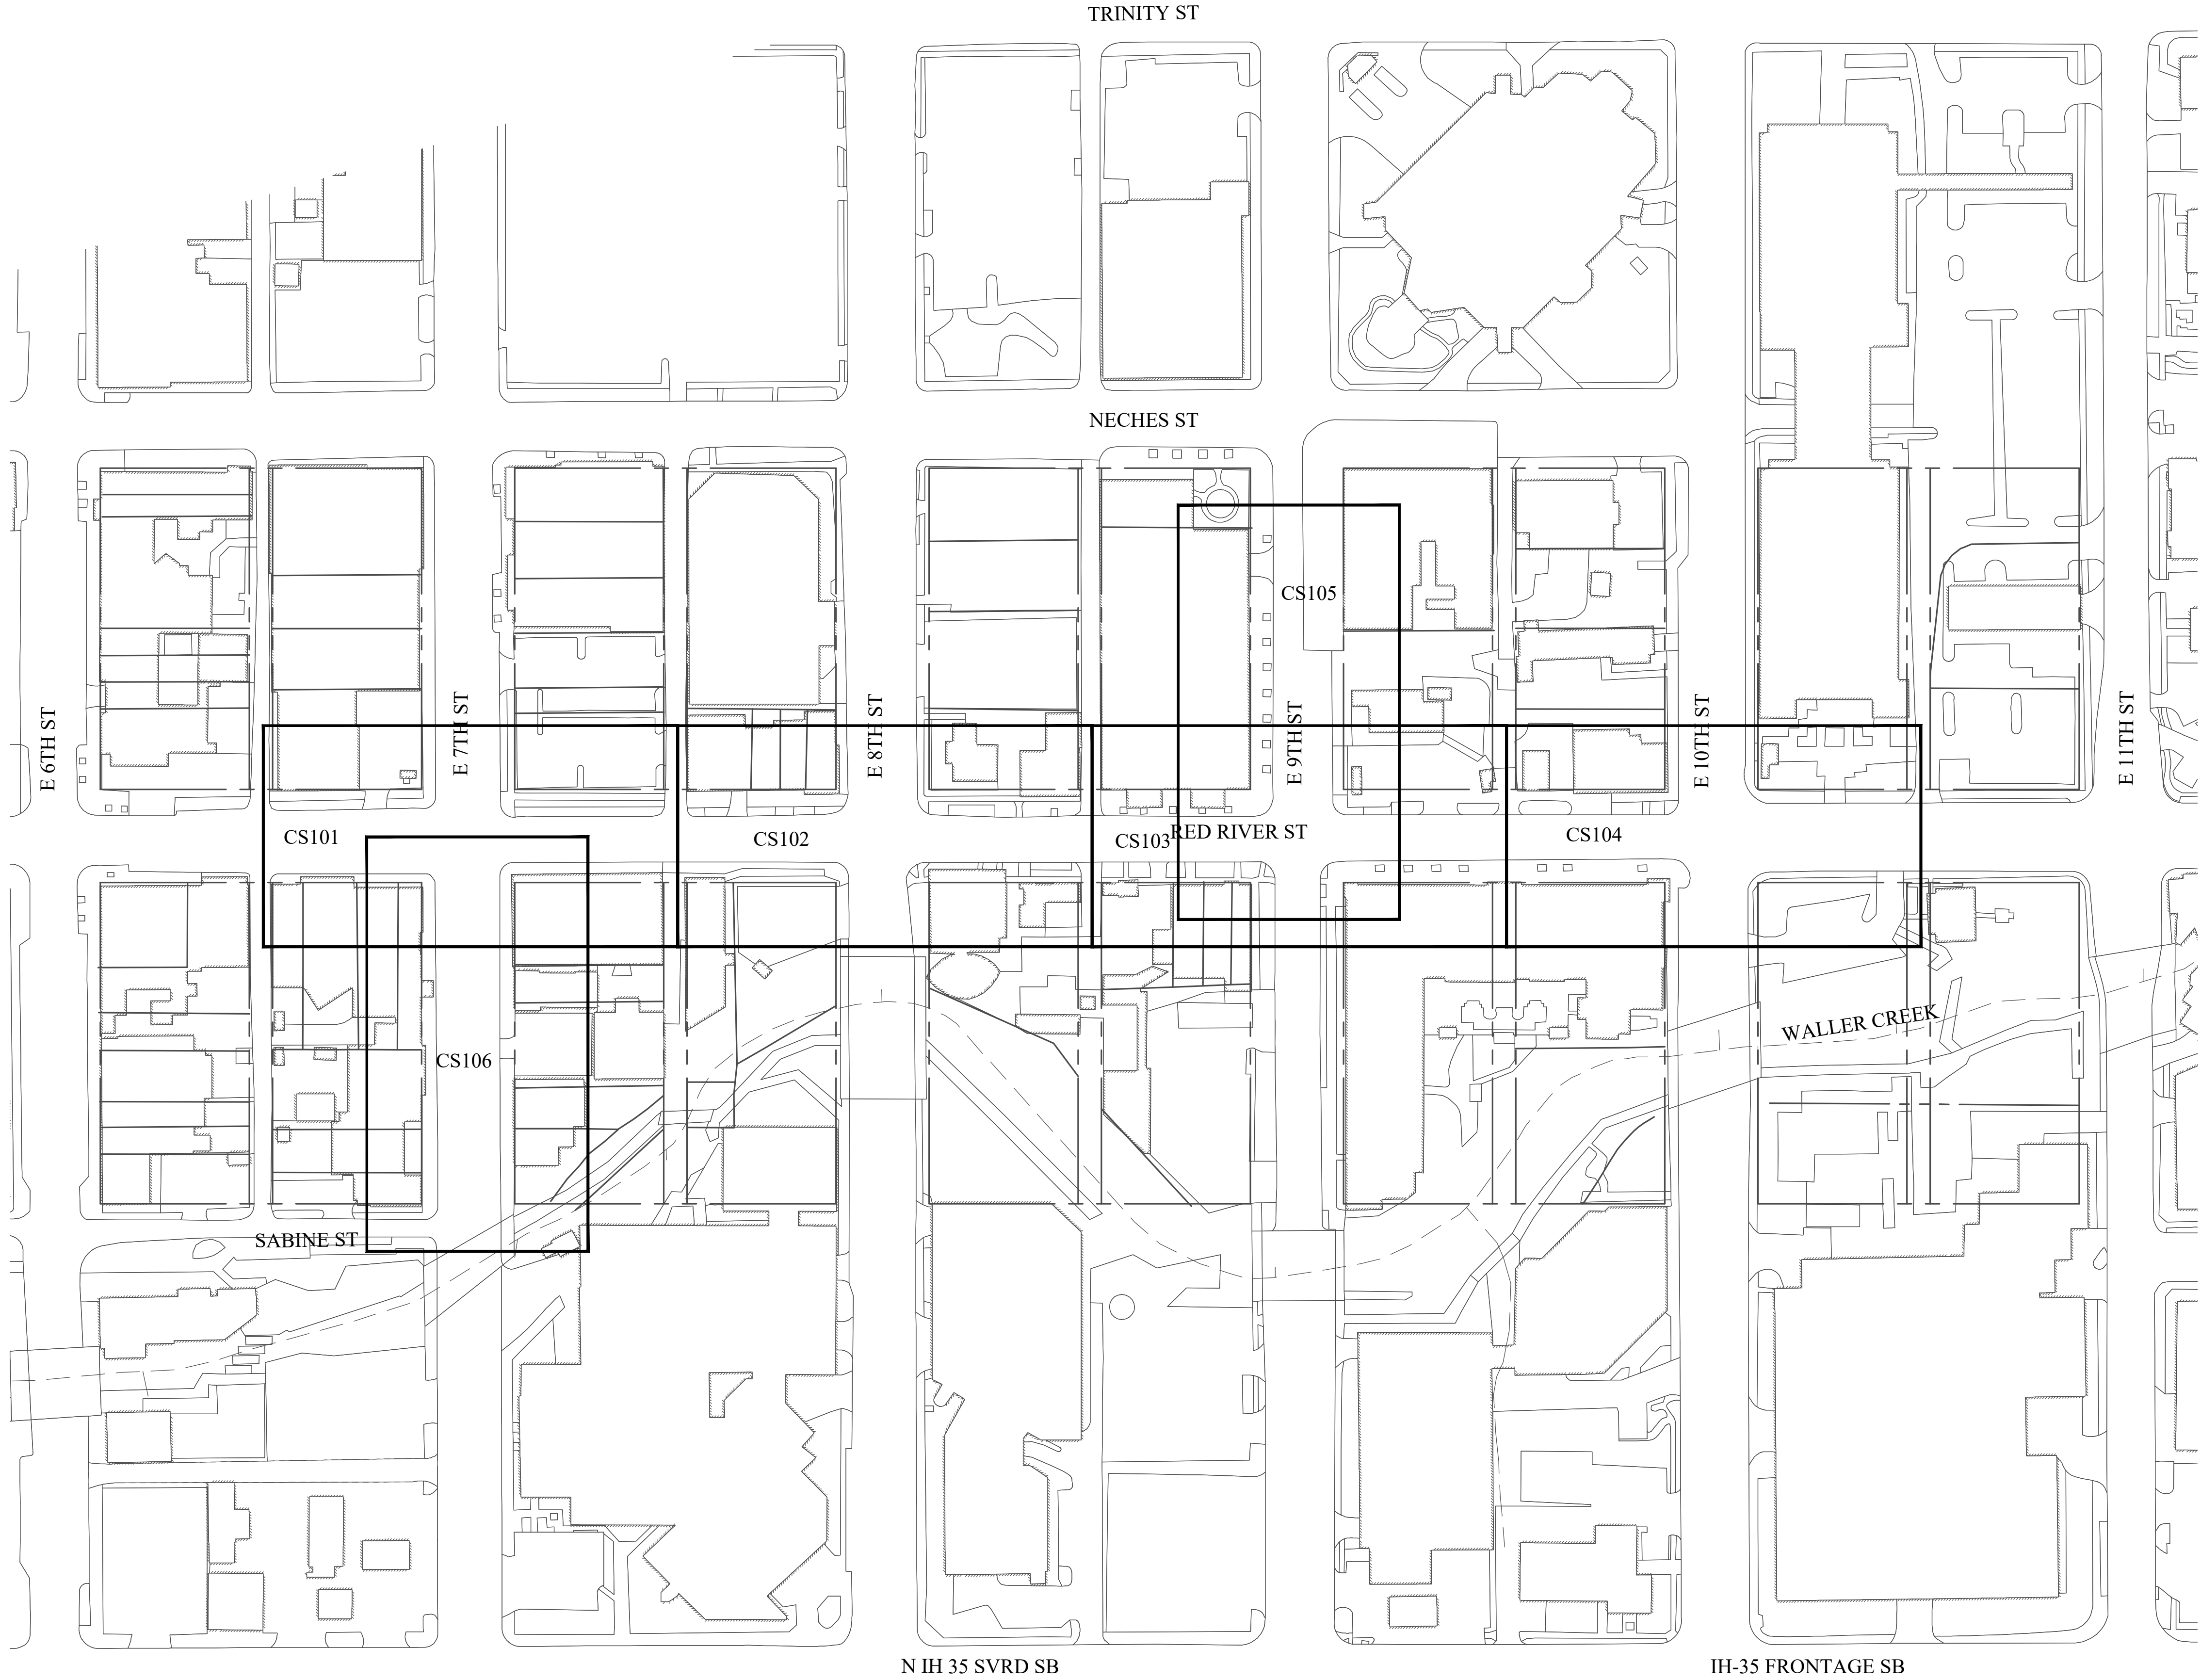 TRINITY ST
NECHES ST
CS105
E 6TH ST
E 7TH ST
E 8TH ST
E 9TH ST
E 10TH ST
E 11TH ST
CS101
CS102
CS103
RED RIVER ST
CS104
WALLER CREEK
CS106
SABINE ST
N IH 35 SVRD SB
IH-35 FRONTAGE SB